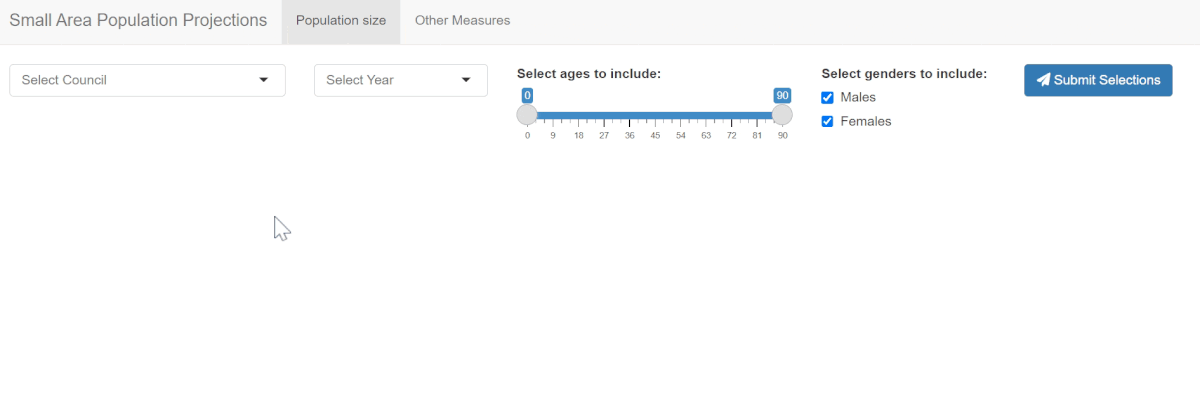 Small Area Population Projections
Population size
Other Measures
Select Council
Select Year
Select ages to include:
0
90
0 9 18 27 36 45 54 63 72 81 90
Select genders to include:
Males
Females
Submit Selections